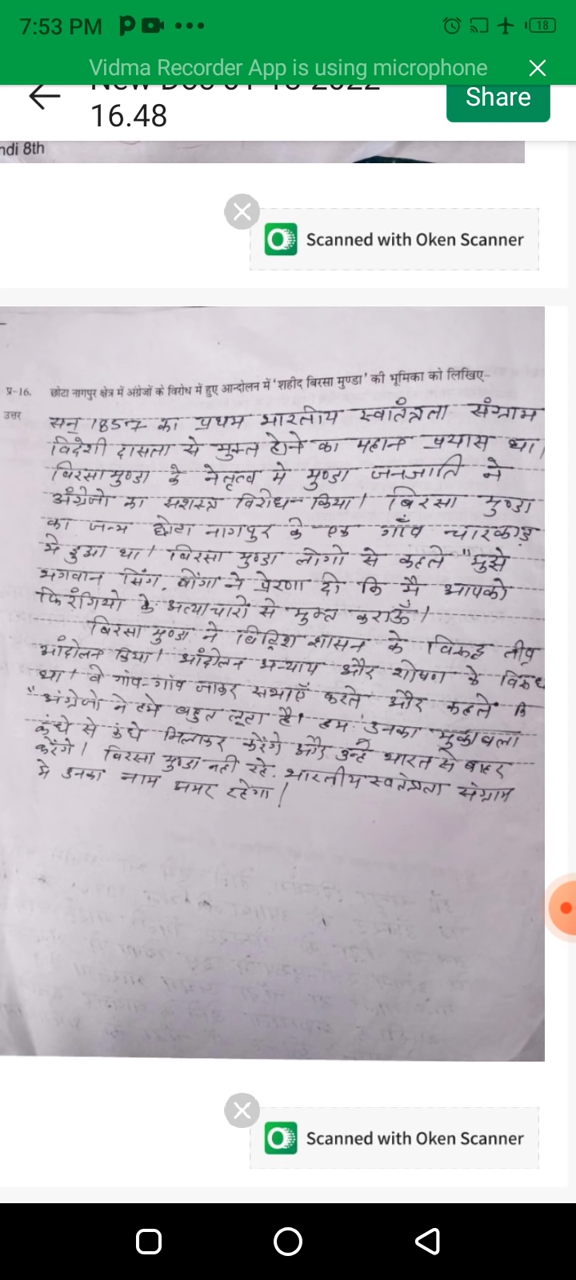 7:53 PM
18
Vidma Recorder App is using microphone
16.48
Share
ndi 8th
Scanned with Oken Scanner
प्र-16. छोटा नागपुर क्षेत्र में अंग्रेजों के विरोध में हुए आन्दोलन में 'शहीद बिरसा मुण्डा' की भूमिका को लिखिए-
उत्तर
सन् 1857 का प्रथम भारतीय स्वातंत्रता संग्राम
विदेशी दासता से मुक्त होने का महान प्रयास था।
बिरसा मुण्डा के नेतृत्व मे मुण्डा जनजाति ने
अंग्रेजो का सशस्त्र विरोध किया। बिरसा मुण्डा
का जन्म छोटा नागपुर के एक गाँव चारकाड़
मे हुआ था। बिरसा मुण्डा लोगो से कहते "मुझे
भगवान सिंग. बोंगा ने प्रेरणा दी कि मै आपको
फिरंगियो के अत्याचारो से मुक्त कराऊँ।
बिरसा मुण्डा ने ब्रिटिश शासन के विरूद्ध तीव्र
आंदोलन किया। आंदोलन अन्याय और शोषण के विरूध
था। वे गांव-गांव जाकर सभाएँ करते और कहते कि
"अंग्रेजो ने हमे बहुत लूटा है। हम उनका मुकाबला
कंधे से कंधे मिलाकर करेंगे और उन्हें भारत से बाहर
करेंगे। बिरसा मुण्डा नही रहे. भारतीय स्वतंत्रता संग्राम
मे उनका नाम अमर रहेगा।
Scanned with Oken Scanner